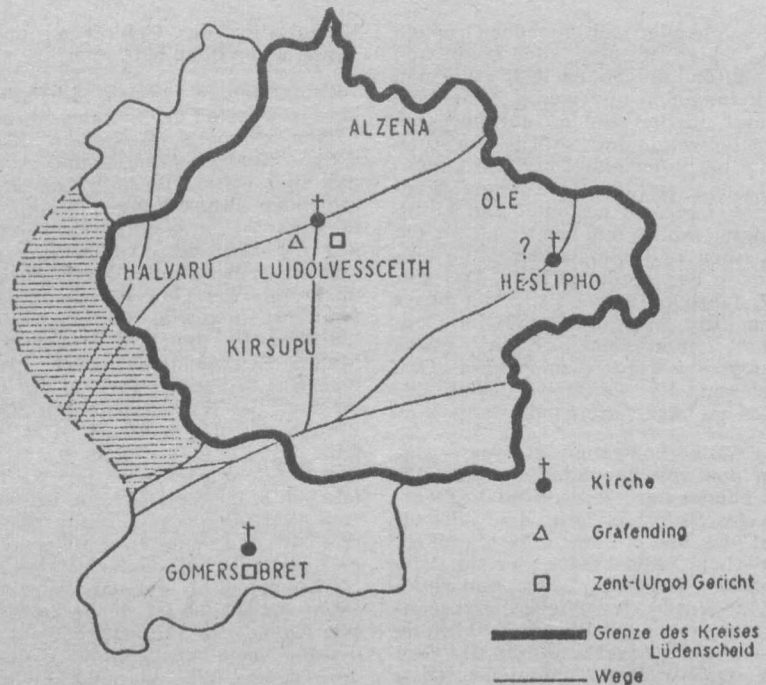 ALZENA
OLE
?
HALVARU
LUIDOLVESSCEITH
HESLIPHO
KIRSUPU
GOMERSBRET
Kirche
Grafending
Zent-(Urgo) Gericht
Grenze des Kreises
Lüdenscheid
Wege